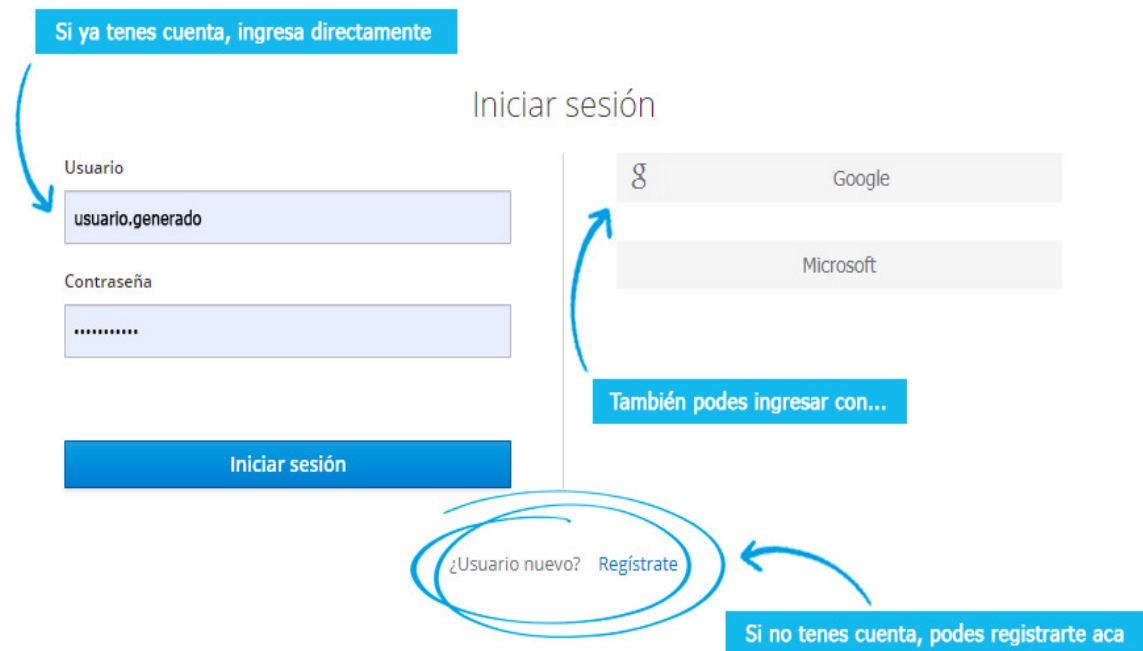 Si ya tenes cuenta, ingresa directamente
Iniciar sesión
Usuario
usuario.generado
Contraseña
•••••••••••
Iniciar sesión
g Google
Microsoft
También podes ingresar con...
¿Usuario nuevo? Regístrate
Si no tenes cuenta, podes registrarte aca